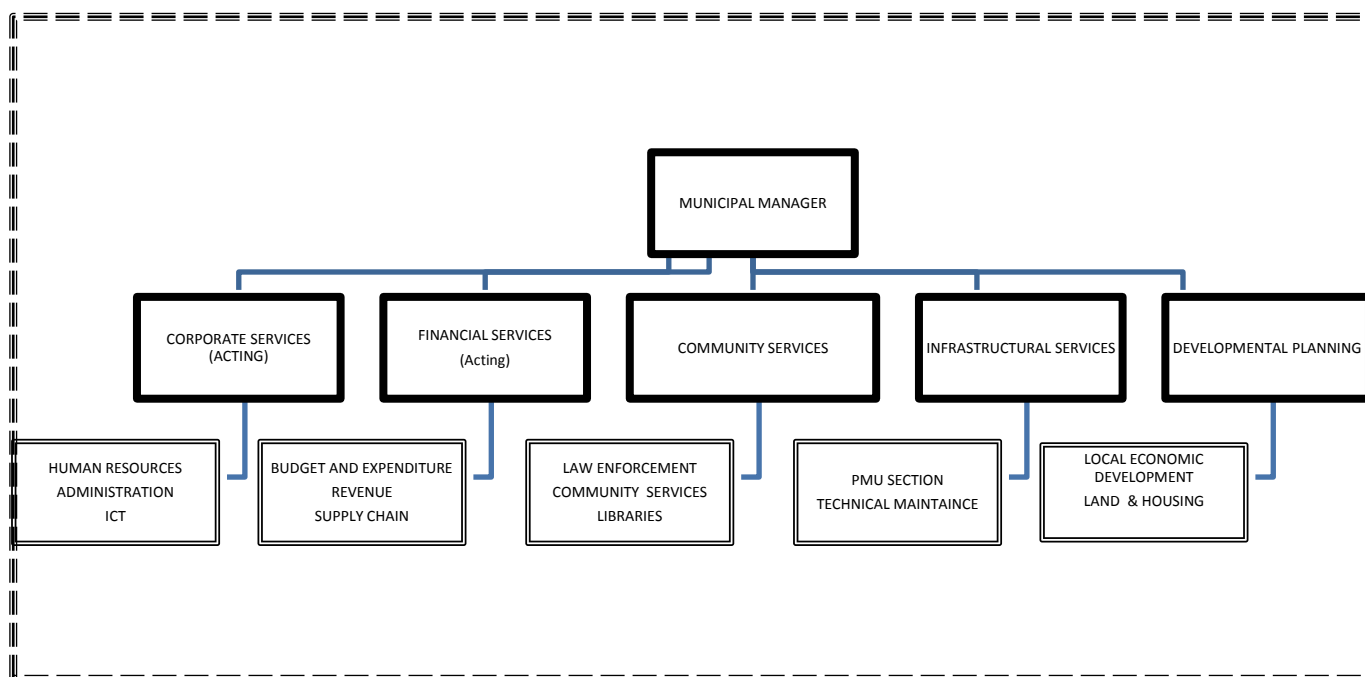 MUNICIPAL MANAGER
CORPORATE SERVICES
(ACTING)
FINANCIAL SERVICES
(Acting)
COMMUNITY SERVICES
INFRASTRUCTURAL SERVICES
DEVELOPMENTAL PLANNING
HUMAN RESOURCES
ADMINISTRATION
ICT
BUDGET AND EXPENDITURE
REVENUE
SUPPLY CHAIN
LAW ENFORCEMENT
COMMUNITY SERVICES
LIBRARIES
PMU SECTION
TECHNICAL MAINTAINCE
LOCAL ECONOMIC
DEVELOPMENT
LAND & HOUSING